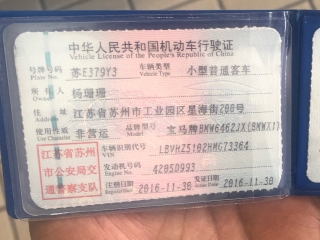 中华人民共和国机动车行驶证
Vehicle License of the People's Republic of China
号牌号码 苏E379Y3 车辆类型 小型普通客车
Plate No. Vehicle Type
所有人 杨珊珊
Owner
住址 江苏省苏州市工业园区星海街200号
Address
使用性质 非营运 品牌型号 宝马牌BMW6462JX(BMWX1)
Use Character Model
江苏省苏州
市公安局交
通警察支队
车辆识别代号 LBVHZ5102HMG73364
VIN
发动机号码 4205D993
Engine No.
注册日期 2016-11-30 发证日期 2016-11-30
Register Date Issue Date